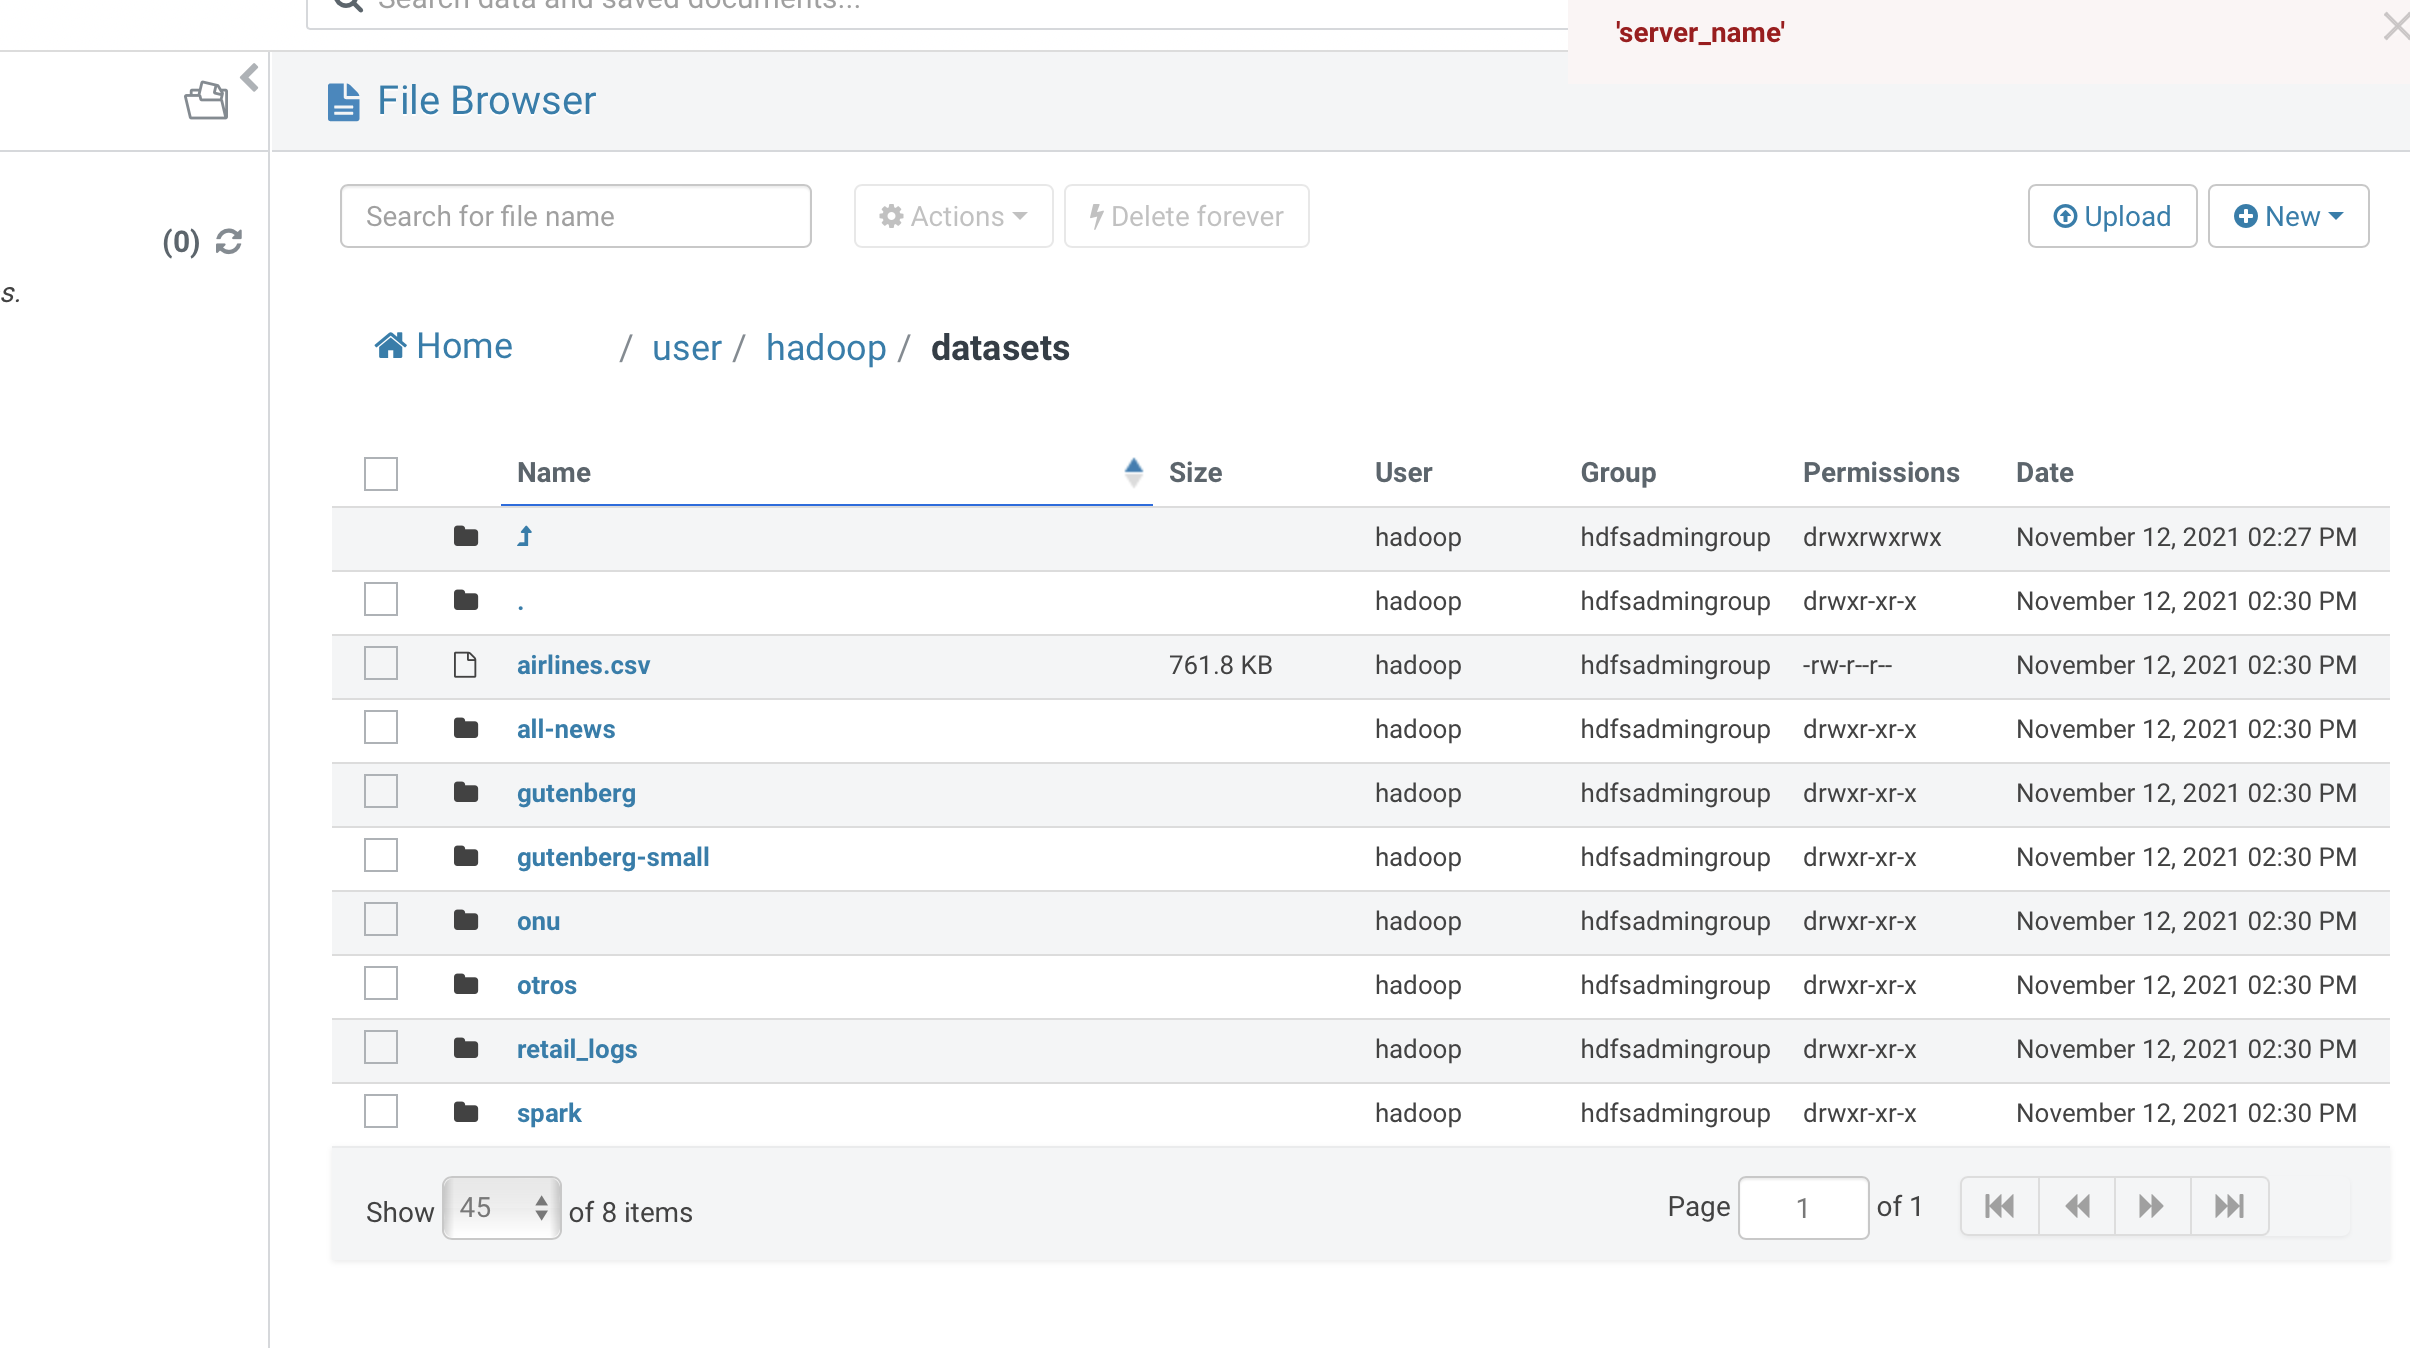 Search data and saved documents...
'server_name'
File Browser
Search for file name
Actions
Delete forever
Upload
New
(0)
s.
Home / user / hadoop / datasets
Name Size User Group Permissions Date
hadoop hdfsadmingroup drwxrwxrwx November 12, 2021 02:27 PM
. hadoop hdfsadmingroup drwxr-xr-x November 12, 2021 02:30 PM
airlines.csv 761.8 KB hadoop hdfsadmingroup -rw-r--r-- November 12, 2021 02:30 PM
all-news hadoop hdfsadmingroup drwxr-xr-x November 12, 2021 02:30 PM
gutenberg hadoop hdfsadmingroup drwxr-xr-x November 12, 2021 02:30 PM
gutenberg-small hadoop hdfsadmingroup drwxr-xr-x November 12, 2021 02:30 PM
onu hadoop hdfsadmingroup drwxr-xr-x November 12, 2021 02:30 PM
otros hadoop hdfsadmingroup drwxr-xr-x November 12, 2021 02:30 PM
retail_logs hadoop hdfsadmingroup drwxr-xr-x November 12, 2021 02:30 PM
spark hadoop hdfsadmingroup drwxr-xr-x November 12, 2021 02:30 PM
Show 45 of 8 items Page 1 of 1